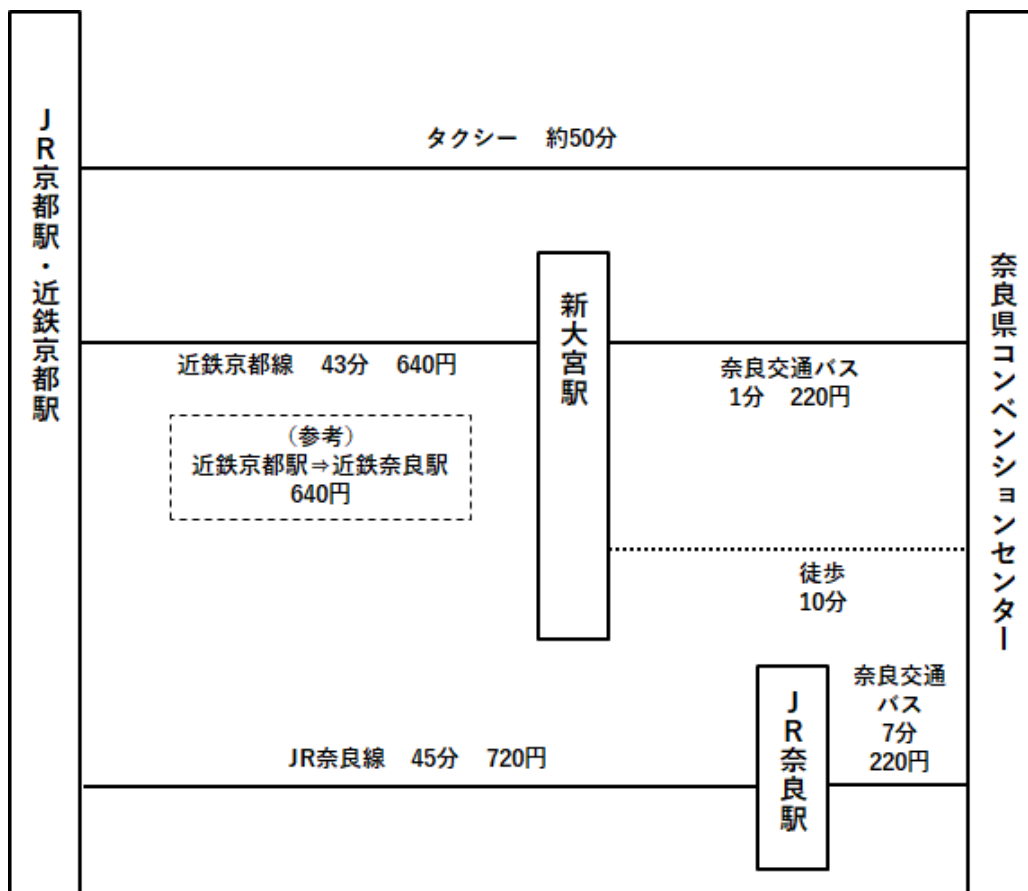 JR京都駅・近鉄京都駅
タクシー 約50分
新大宮駅
近鉄京都線 43分 640円
(参考)
近鉄京都駅⇒近鉄奈良駅
640円
奈良交通バス
1分 220円
徒歩
10分
JR奈良線 45分 720円
JR奈良駅
奈良交通
バス
7分
220円
奈良県コンベンションセンター